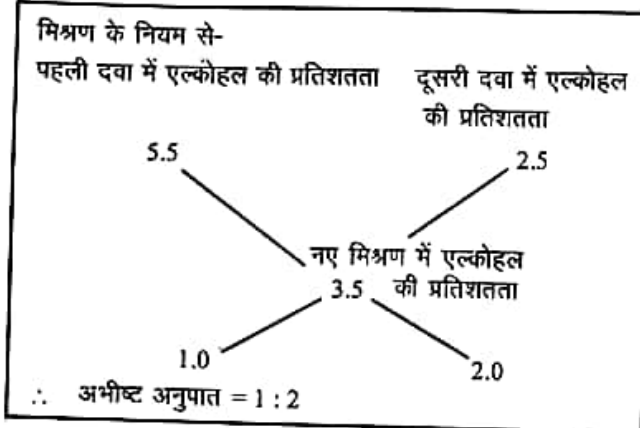 मिश्रण के नियम से-
पहली दवा में एल्कोहल की प्रतिशतता दूसरी दवा में एल्कोहल
की प्रतिशतता
5.5 2.5
नए मिश्रण में एल्कोहल
3.5 की प्रतिशतता
1.0 2.0
∴ अभीष्ट अनुपात = 1 : 2